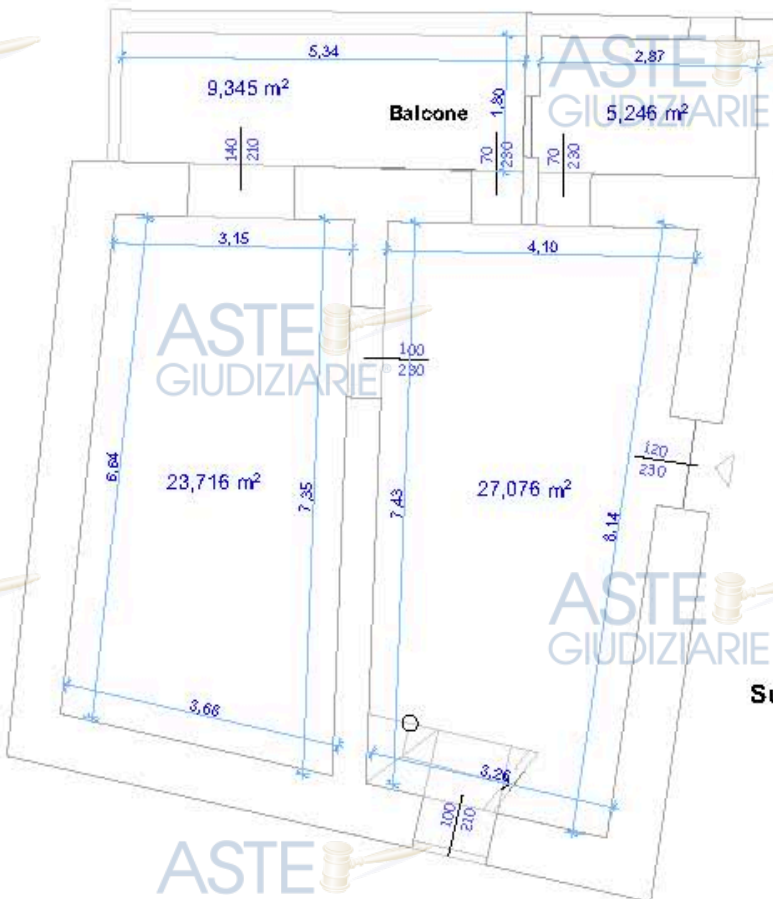 5,34
2,87
ASTE
GIUDIZIARIE
9,345 m²
Balcone
1,80
5,246 m²
140
210
70
230
70
230
3,15
4,10
ASTE
GIUDIZIARIE®
100
230
6,64
23,716 m²
7,35
7,43
27,076 m²
120
230
8,14
ASTE
GIUDIZIARIE
3,66
3,26
Su
100
210
ASTE